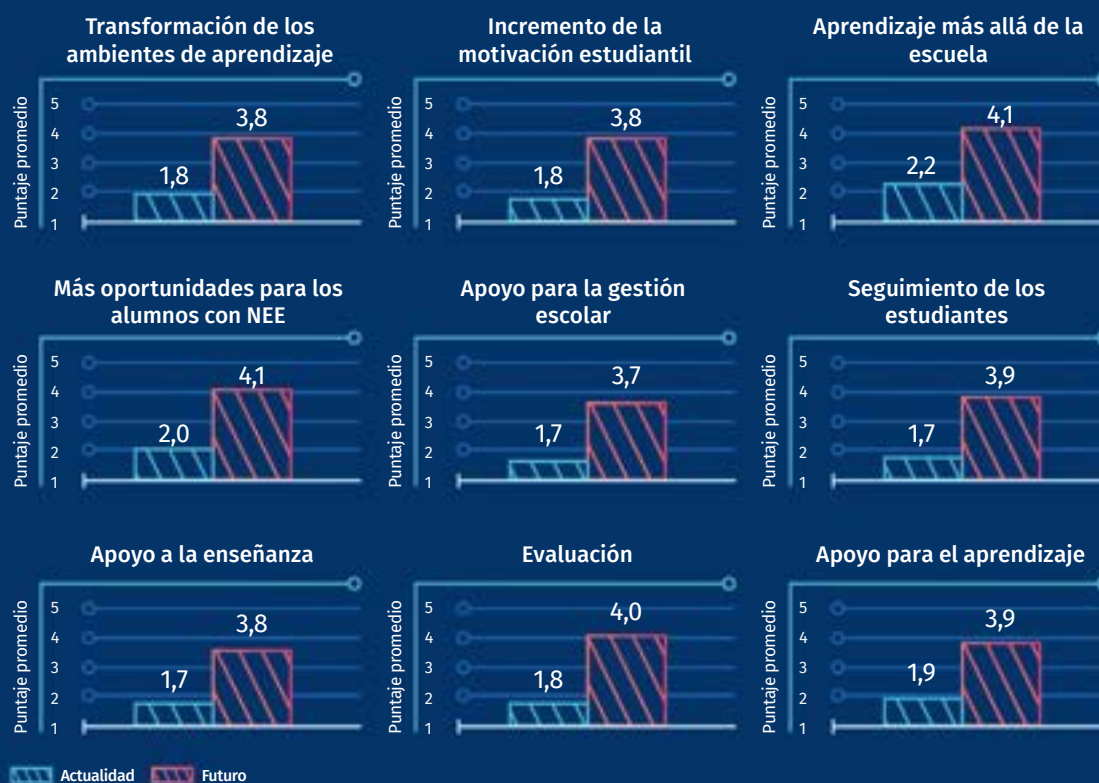 Transformación de los
ambientes de aprendizaje
Puntaje promedio
5
4
3
2
1
1,8
3,8
Incremento de la
motivación estudiantil
Puntaje promedio
5
4
3
2
1
1,8
3,8
Aprendizaje más allá de la
escuela
Puntaje promedio
5
4
3
2
1
2,2
4,1
Más oportunidades para los
alumnos con NEE
Puntaje promedio
5
4
3
2
1
2,0
4,1
Apoyo para la gestión
escolar
Puntaje promedio
5
4
3
2
1
1,7
3,7
Seguimiento de los
estudiantes
Puntaje promedio
5
4
3
2
1
1,7
3,9
Apoyo a la enseñanza
Puntaje promedio
5
4
3
2
1
1,7
3,8
Evaluación
Puntaje promedio
5
4
3
2
1
1,8
4,0
Apoyo para el aprendizaje
Puntaje promedio
5
4
3
2
1
1,9
3,9
Actualidad Futuro